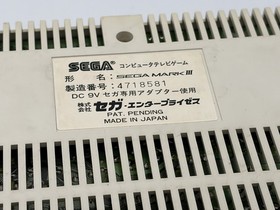 SEGA コンピュータテレビゲーム
形 名:SEGA MARK III
製造番号:4718581
DC 9V セガ専用アダプター使用
株式会社 セガ・エンタープライゼス
PAT. PENDING
MADE IN JAPAN